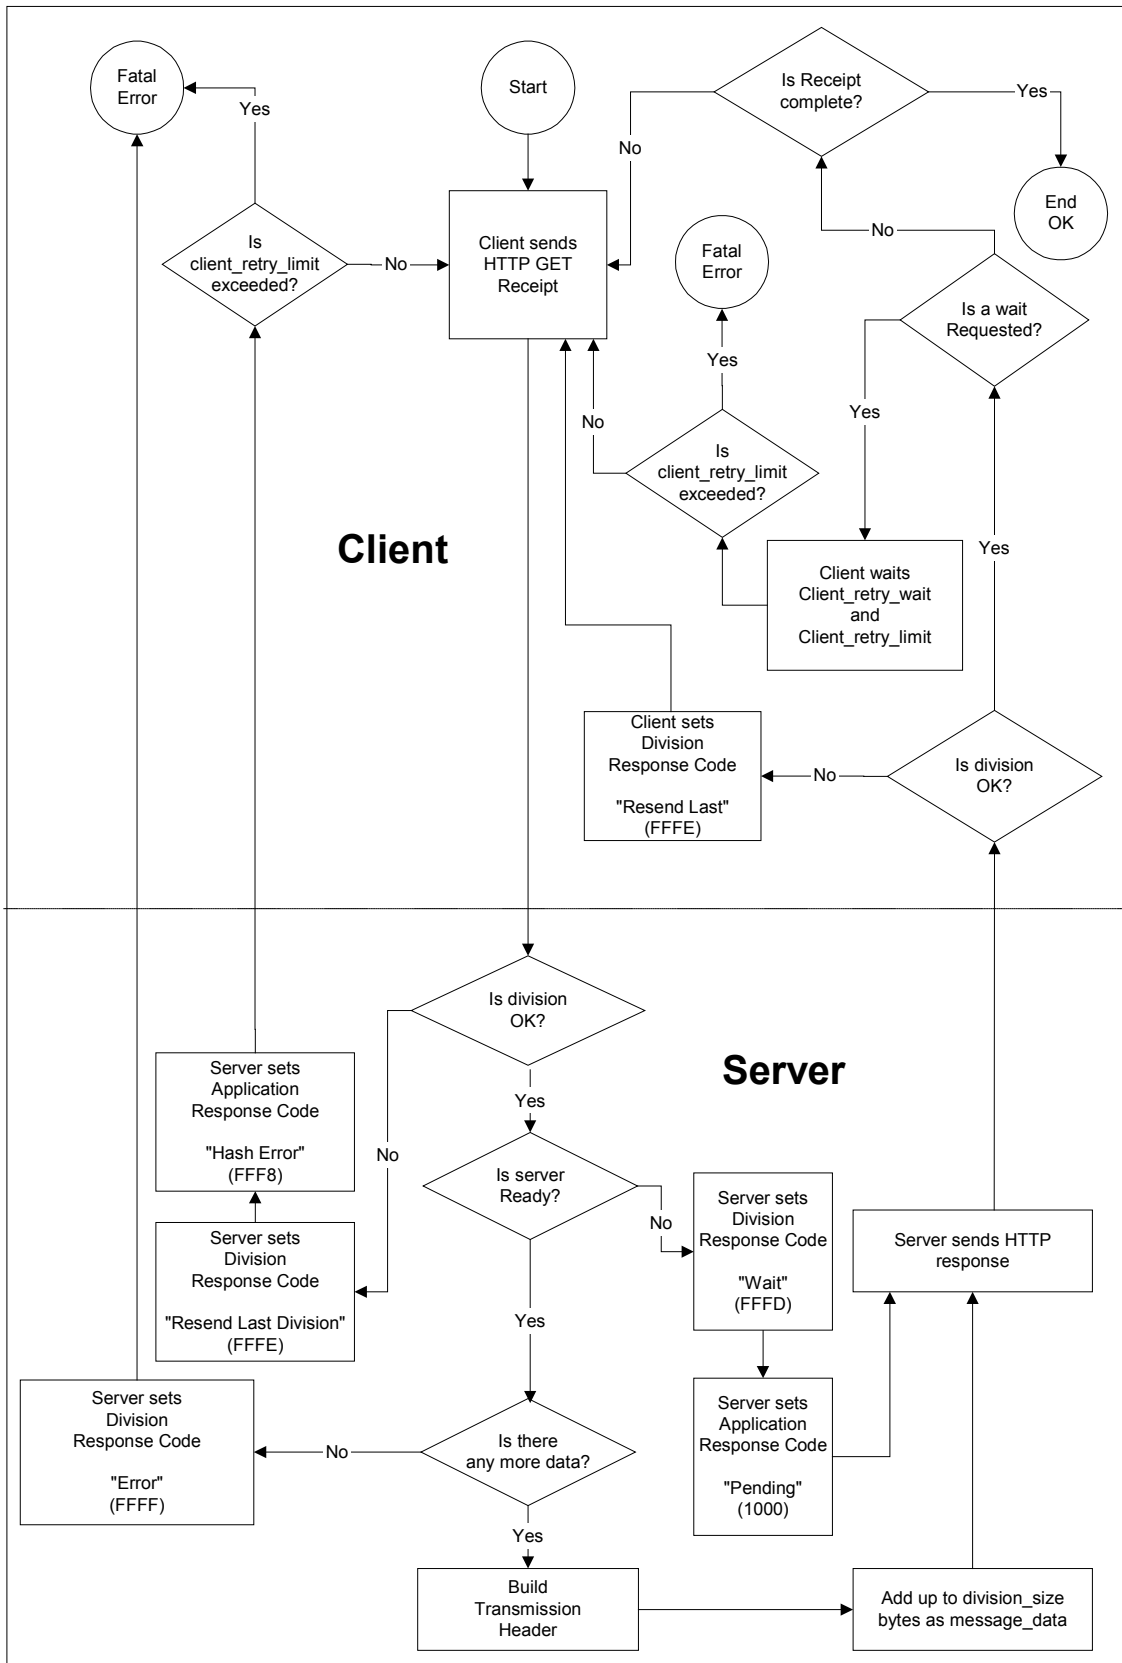 Fatal
Error
Start
Is Receipt
complete?
Yes
Yes
No
End
OK
Is
client_retry_limit
exceeded?
No
Client sends
HTTP GET
Receipt
Fatal
Error
No
Is a wait
Requested?
Yes
Yes
No
Is
client_retry_limit
exceeded?
Client
Yes
Client waits
Client_retry_wait
and
Client_retry_limit
Client sets
Division
Response Code
"Resend Last"
(FFFE)
No
Is division
OK?
Is division
OK?
Server
Server sets
Application
Response Code
"Hash Error"
(FFF8)
Yes
No
Is server
Ready?
No
Server sets
Division
Response Code
"Wait"
(FFFD)
Server sends HTTP
response
Server sets
Division
Response Code
"Resend Last Division"
(FFFE)
Yes
Server sets
Division
Response Code
"Error"
(FFFF)
No
Is there
any more data?
Server sets
Application
Response Code
"Pending"
(1000)
Yes
Build
Transmission
Header
Add up to division_size
bytes as message_data